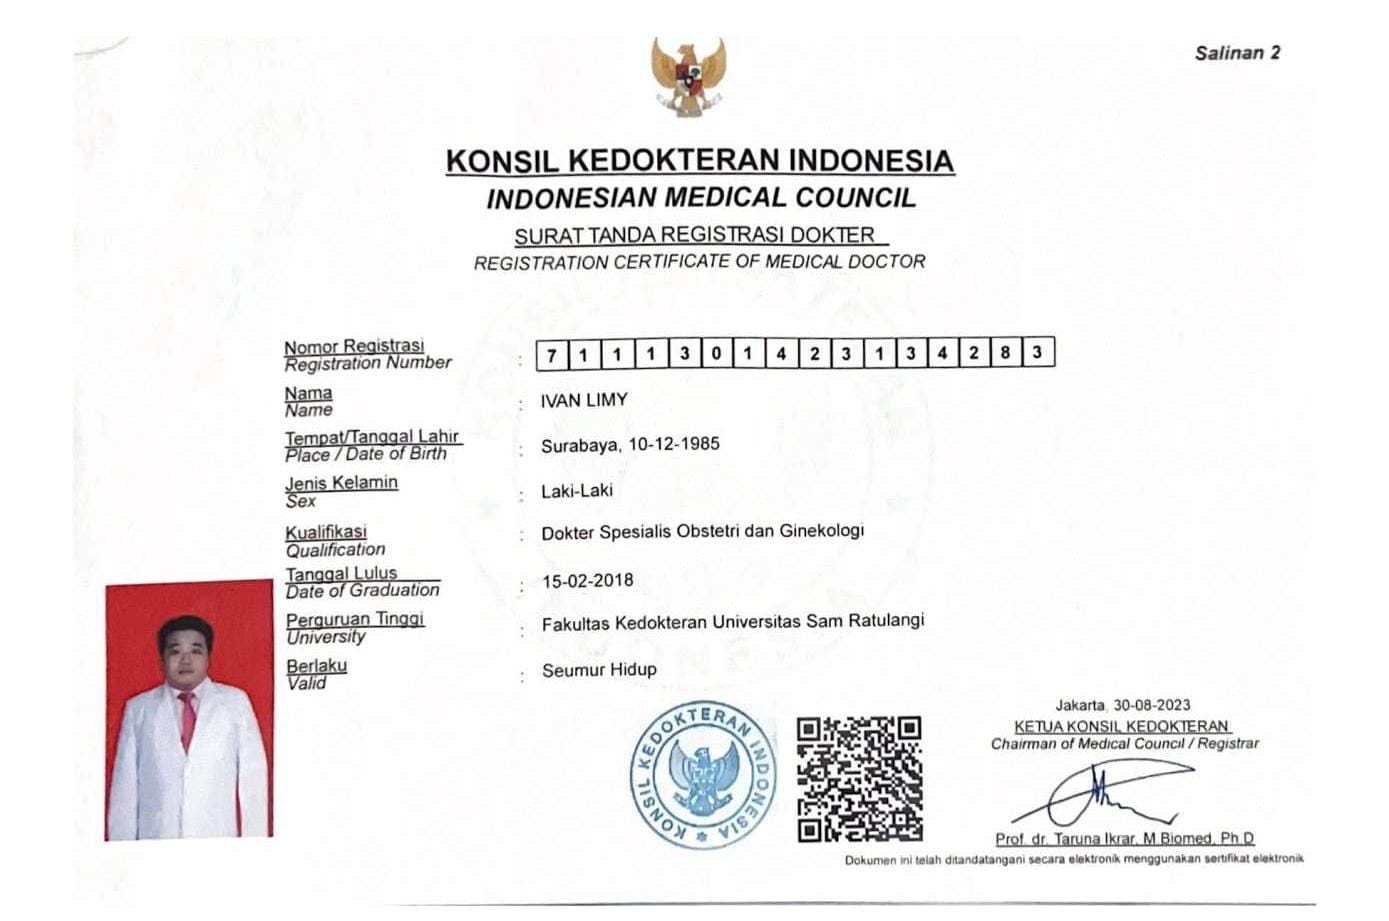 Salinan 2
KONSIL KEDOKTERAN INDONESIA
INDONESIAN MEDICAL COUNCIL
SURAT TANDA REGISTRASI DOKTER
REGISTRATION CERTIFICATE OF MEDICAL DOCTOR
Nomor Registrasi
Registration Number : 7 1 1 1 3 0 1 4 2 3 1 3 4 2 8 3
Nama
Name : IVAN LIMY
Tempat/Tanggal Lahir
Place / Date of Birth : Surabaya, 10-12-1985
Jenis Kelamin
Sex : Laki-Laki
Kualifikasi
Qualification : Dokter Spesialis Obstetri dan Ginekologi
Tanggal Lulus
Date of Graduation : 15-02-2018
Perguruan Tinggi
University : Fakultas Kedokteran Universitas Sam Ratulangi
Berlaku
Valid : Seumur Hidup
KONSIL KEDOKTERAN INDONESIA
Jakarta, 30-08-2023
KETUA KONSIL KEDOKTERAN
Chairman of Medical Council / Registrar
Prof. dr. Taruna Ikrar, M.Biomed, Ph.D
Dokumen ini telah ditandatangani secara elektronik menggunakan sertifikat elektronik